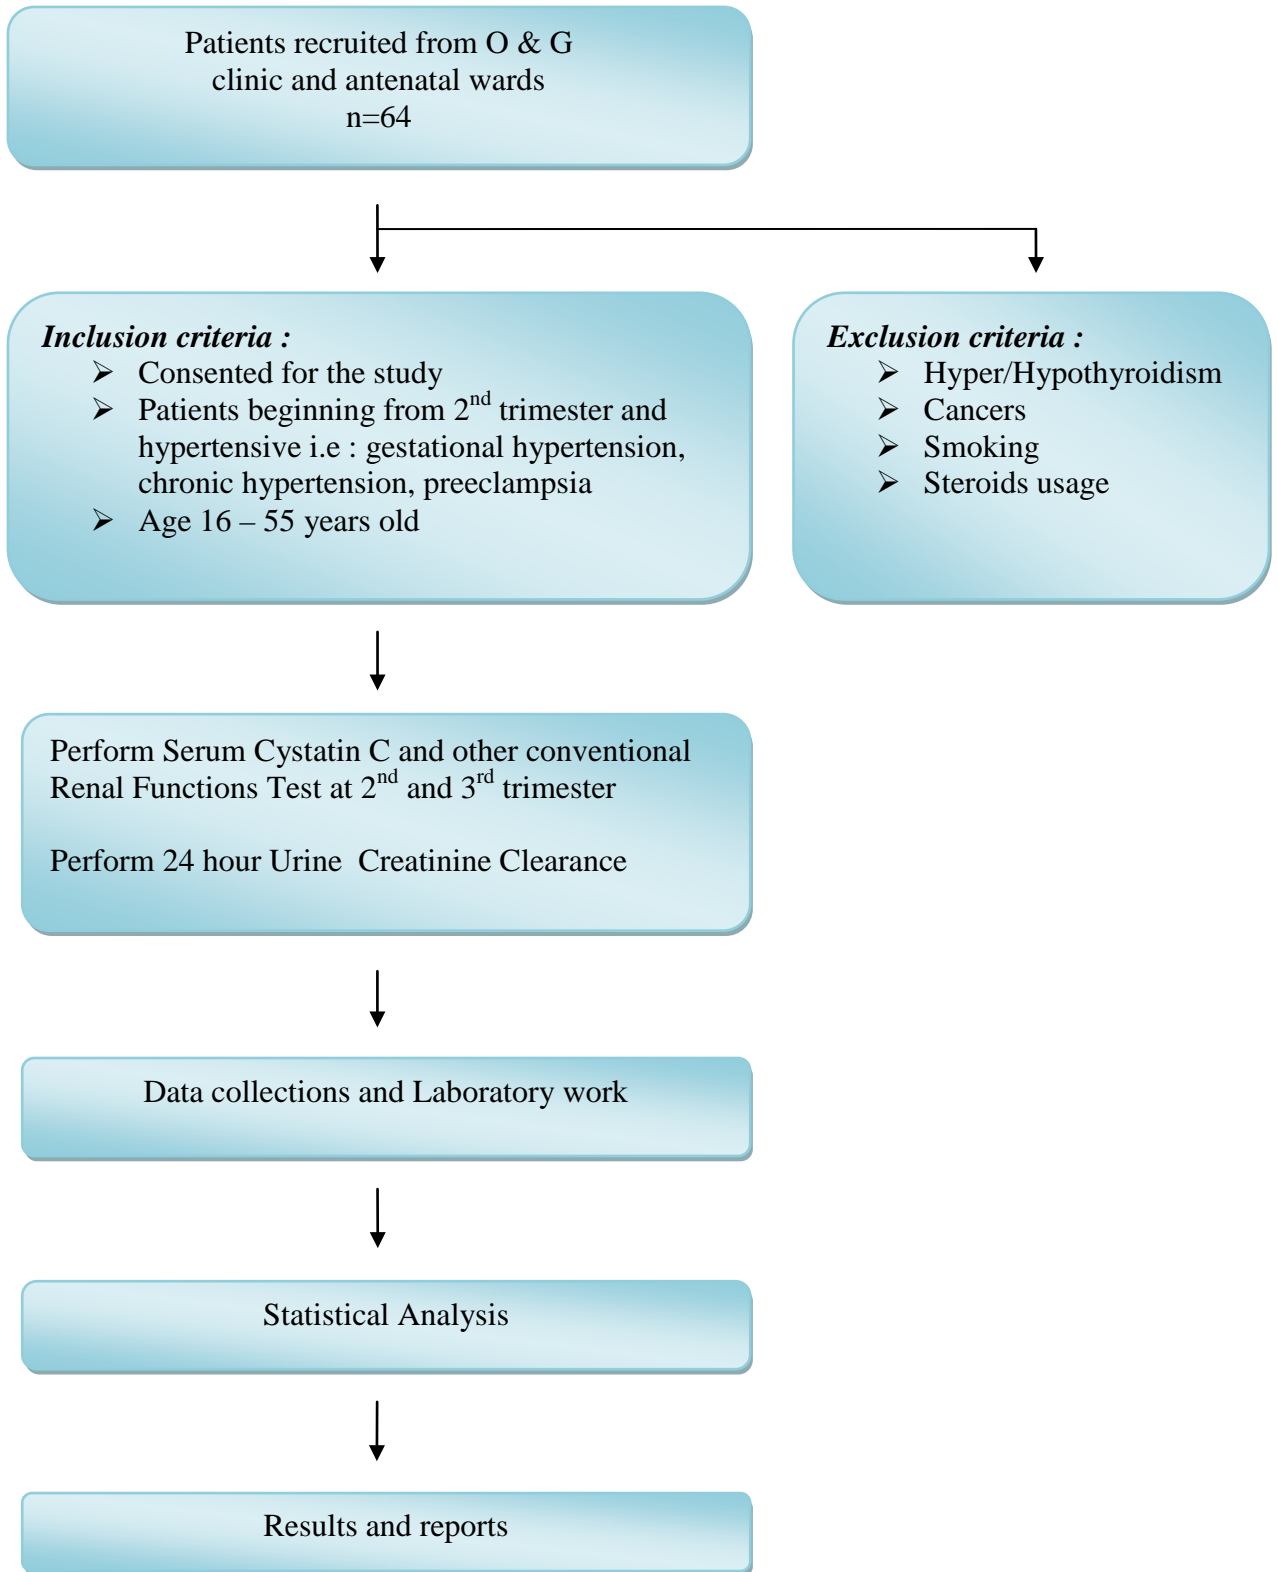 Patients recruited from O & G
clinic and antenatal wards
n=64
Inclusion criteria :
➢ Consented for the study
➢ Patients beginning from 2nd trimester and
hypertensive i.e : gestational hypertension,
chronic hypertension, preeclampsia
➢ Age 16 – 55 years old
Exclusion criteria :
➢ Hyper/Hypothyroidism
➢ Cancers
➢ Smoking
➢ Steroids usage
Perform Serum Cystatin C and other conventional
Renal Functions Test at 2nd and 3rd trimester
Perform 24 hour Urine  Creatinine Clearance
Data collections and Laboratory work
Statistical Analysis
Results and reports